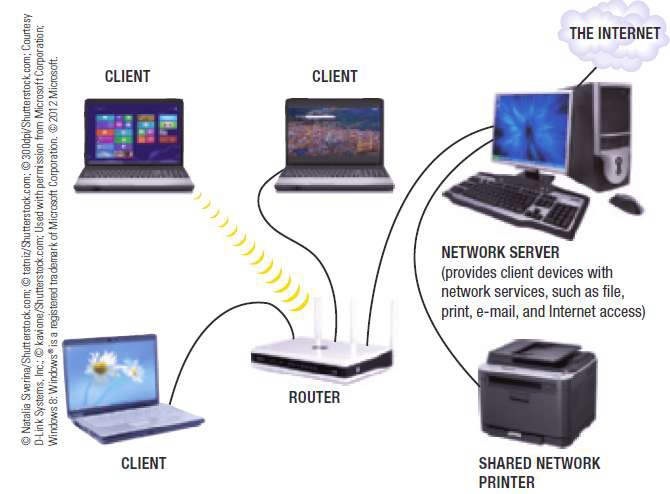 © Natalia Siverina/Shutterstock.com; © tatniz/Shutterstock.com; © 300dpi/Shutterstock.com; Courtesy
D-Link Systems, Inc.; © kavione/Shutterstock.com; Used with permission from Microsoft Corporation;
Windows 8: Windows® is a registered trademark of Microsoft Corporation. © 2012 Microsoft.
THE INTERNET
CLIENT
CLIENT
NETWORK SERVER
(provides client devices with
network services, such as file,
print, e-mail, and Internet access)
ROUTER
CLIENT
SHARED NETWORK
PRINTER